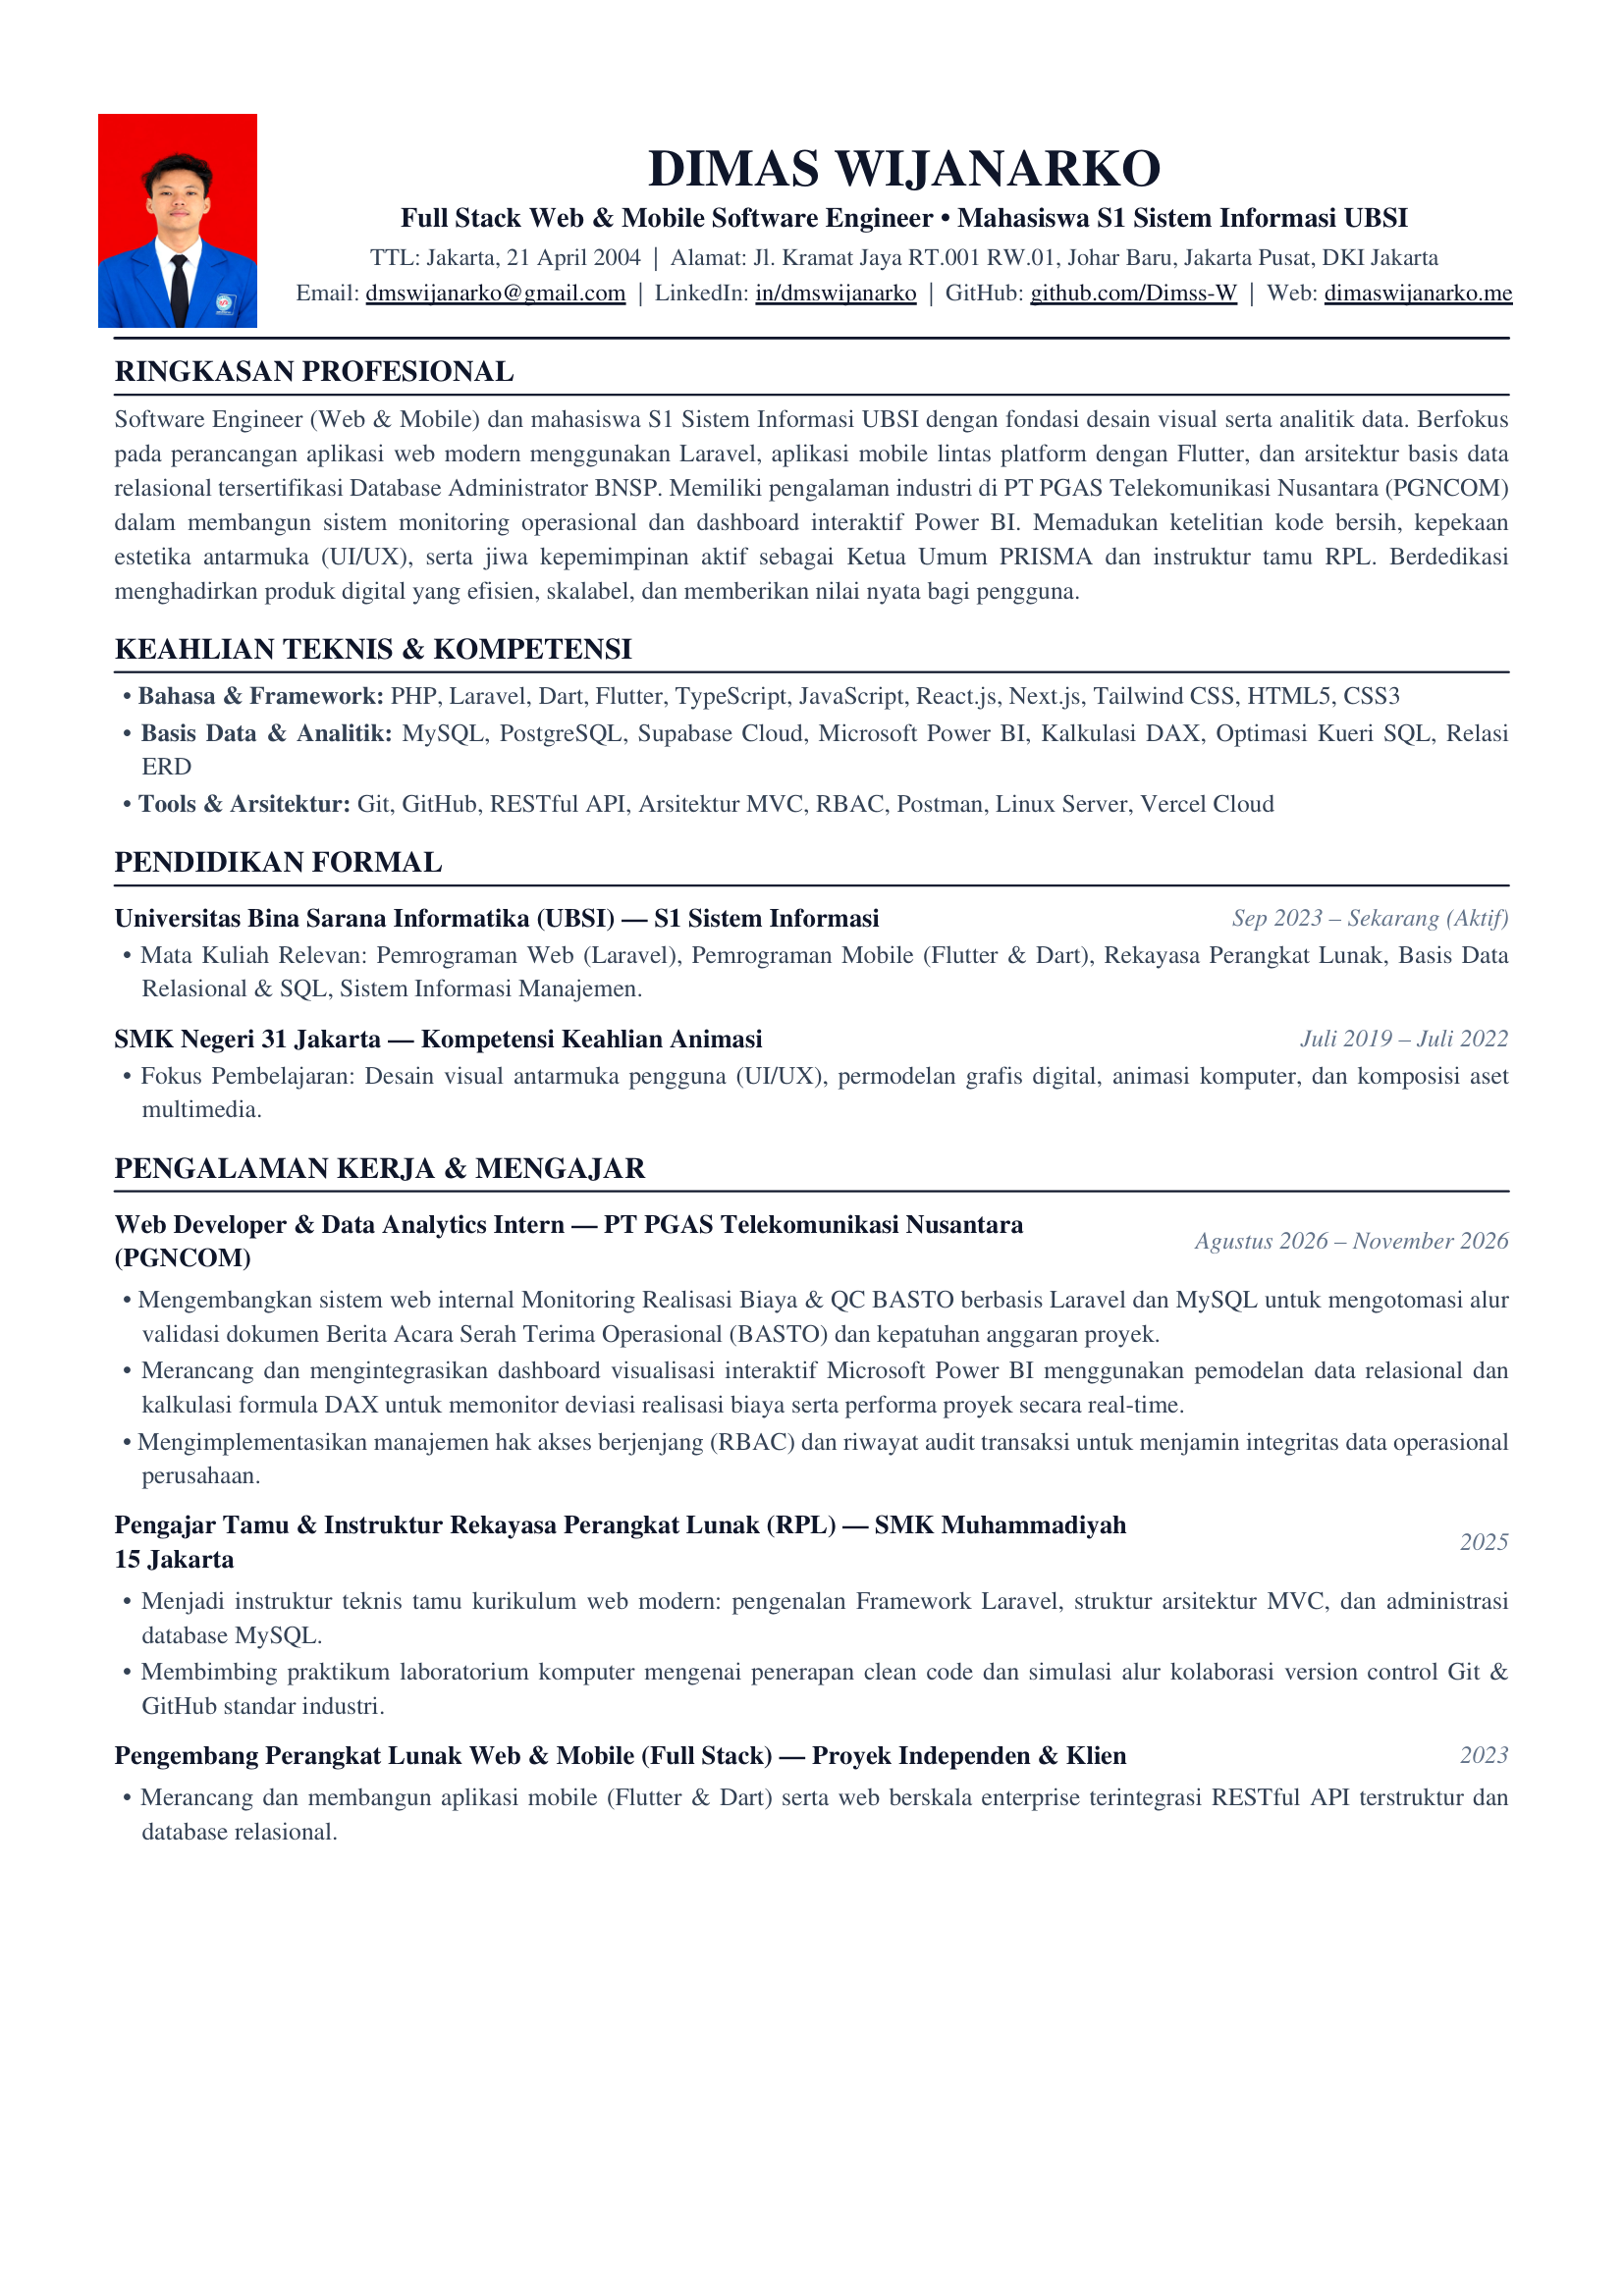 DIMAS WIJANARKO
Full Stack Web & Mobile Software Engineer • Mahasiswa S1 Sistem Informasi UBSI
TTL: Jakarta, 21 April 2004 | Alamat: Jl. Kramat Jaya RT.001 RW.01, Johar Baru, Jakarta Pusat, DKI Jakarta
Email: dmswijanarko@gmail.com | LinkedIn: in/dmswijanarko | GitHub: github.com/Dimss-W | Web: dimaswijanarko.me
RINGKASAN PROFESIONAL
Software Engineer (Web & Mobile) dan mahasiswa S1 Sistem Informasi UBSI dengan fondasi desain visual serta analitik data. Berfokus
pada perancangan aplikasi web modern menggunakan Laravel, aplikasi mobile lintas platform dengan Flutter, dan arsitektur basis data
relasional tersertifikasi Database Administrator BNSP. Memiliki pengalaman industri di PT PGAS Telekomunikasi Nusantara (PGNCOM)
dalam membangun sistem monitoring operasional dan dashboard interaktif Power BI. Memadukan ketelitian kode bersih, kepekaan
estetika antarmuka (UI/UX), serta jiwa kepemimpinan aktif sebagai Ketua Umum PRISMA dan instruktur tamu RPL. Berdedikasi
menghadirkan produk digital yang efisien, skalabel, dan memberikan nilai nyata bagi pengguna.
KEAHLIAN TEKNIS & KOMPETENSI
• Bahasa & Framework: PHP, Laravel, Dart, Flutter, TypeScript, JavaScript, React.js, Next.js, Tailwind CSS, HTML5, CSS3
• Basis Data & Analitik: MySQL, PostgreSQL, Supabase Cloud, Microsoft Power BI, Kalkulasi DAX, Optimasi Kueri SQL, Relasi
ERD
• Tools & Arsitektur: Git, GitHub, RESTful API, Arsitektur MVC, RBAC, Postman, Linux Server, Vercel Cloud
PENDIDIKAN FORMAL
Universitas Bina Sarana Informatika (UBSI) — S1 Sistem Informasi Sep 2023 – Sekarang (Aktif)
• Mata Kuliah Relevan: Pemrograman Web (Laravel), Pemrograman Mobile (Flutter & Dart), Rekayasa Perangkat Lunak, Basis Data
Relasional & SQL, Sistem Informasi Manajemen.
SMK Negeri 31 Jakarta — Kompetensi Keahlian Animasi Juli 2019 – Juli 2022
• Fokus Pembelajaran: Desain visual antarmuka pengguna (UI/UX), permodelan grafis digital, animasi komputer, dan komposisi aset
multimedia.
PENGALAMAN KERJA & MENGAJAR
Web Developer & Data Analytics Intern — PT PGAS Telekomunikasi Nusantara
(PGNCOM)
Agustus 2026 – November 2026
• Mengembangkan sistem web internal Monitoring Realisasi Biaya & QC BASTO berbasis Laravel dan MySQL untuk mengotomasi alur
validasi dokumen Berita Acara Serah Terima Operasional (BASTO) dan kepatuhan anggaran proyek.
• Merancang dan mengintegrasikan dashboard visualisasi interaktif Microsoft Power BI menggunakan pemodelan data relasional dan
kalkulasi formula DAX untuk memonitor deviasi realisasi biaya serta performa proyek secara real-time.
• Mengimplementasikan manajemen hak akses berjenjang (RBAC) dan riwayat audit transaksi untuk menjamin integritas data operasional
perusahaan.
Pengajar Tamu & Instruktur Rekayasa Perangkat Lunak (RPL) — SMK Muhammadiyah
15 Jakarta
2025
• Menjadi instruktur teknis tamu kurikulum web modern: pengenalan Framework Laravel, struktur arsitektur MVC, dan administrasi
database MySQL.
• Membimbing praktikum laboratorium komputer mengenai penerapan clean code dan simulasi alur kolaborasi version control Git &
GitHub standar industri.
Pengembang Perangkat Lunak Web & Mobile (Full Stack) — Proyek Independen & Klien 2023
• Merancang dan membangun aplikasi mobile (Flutter & Dart) serta web berskala enterprise terintegrasi RESTful API terstruktur dan
database relasional.